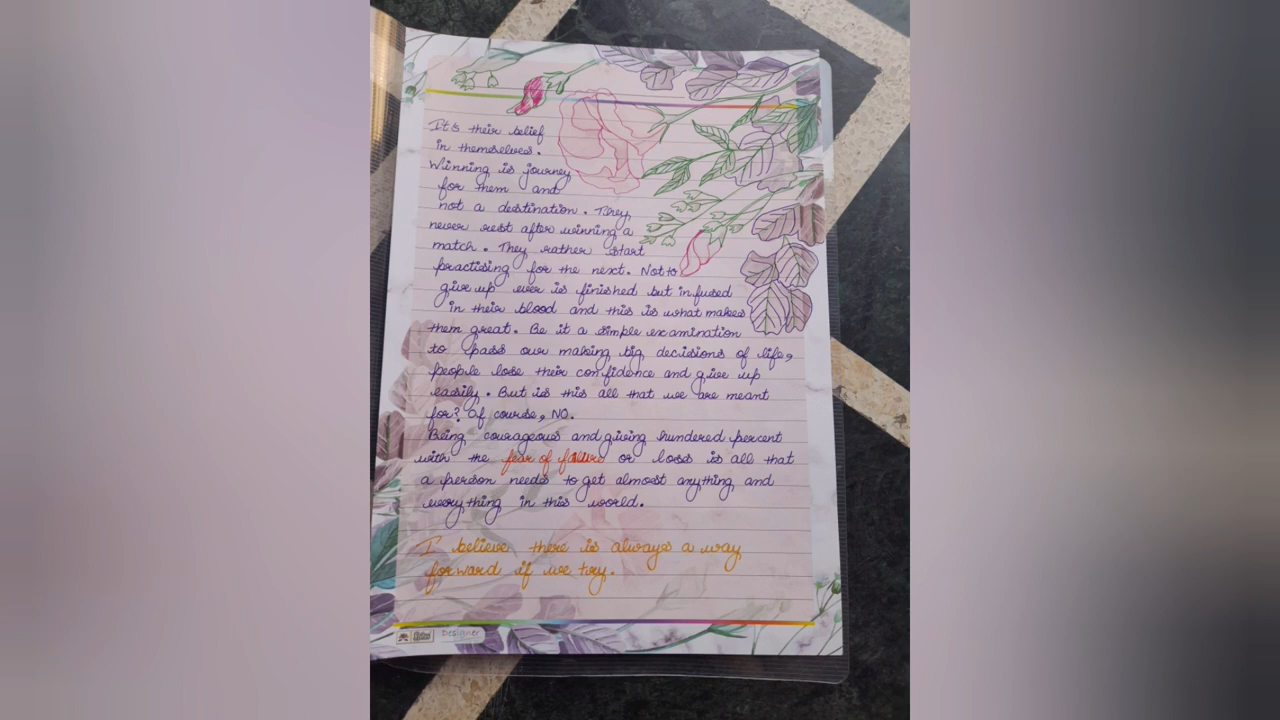 It's their belief
in themselves.
Winning is journey
for them and
not a destination. They
never rest after winning a
match. They rather start
practising for the next. Not to
give up ever is finished but infused
in their blood and this is what makes
them great. Be it a simple examination
to pass our making big decisions of life,
people lose their confidence and give up
easily. But is this all that we are meant
for? Of course, NO.
Being courageous and giving hundered percent
with the fear of failure or loss is all that
a person needs to get almost anything and
everything in this world.
I believe there is always a way
forward if we try.
Designer